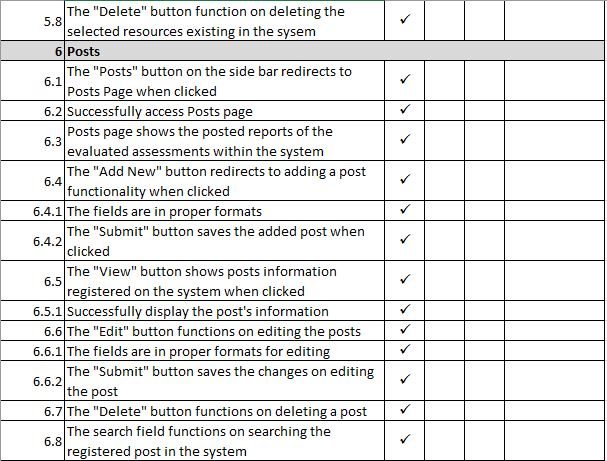 The "Delete" button function on deleting the
5.8 selected resources existing in the sysem ✓
6 Posts
The "Posts" button on the side bar redirects to
6.1 Posts Page when clicked ✓
6.2 Successfully access Posts page ✓
Posts page shows the posted reports of the
6.3 evaluated assessments within the system ✓
The "Add New" button redirects to adding a post
6.4 functionality when clicked ✓
6.4.1 The fields are in proper formats ✓
The "Submit" button saves the added post when
6.4.2 clicked ✓
The "View" button shows posts information
6.5 registered on the system when clicked ✓
6.5.1 Successfully display the post's information ✓
6.6 The "Edit" button functions on editing the posts ✓
6.6.1 The fields are in proper formats for editing ✓
The "Submit" button saves the changes on editing
6.6.2 the post ✓
6.7 The "Delete" button functions on deleting a post ✓
The search field functions on searching the
6.8 registered post in the system ✓